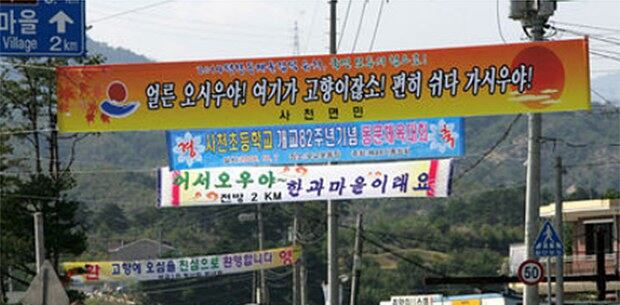 마을
Village
2 km
얼른 오시우야! 여기가 고향이잖소! 편히 쉬다 가시우야!
사천면민
경 사천초등학교 개교82주년기념 동문체육대회 축
어서오우야 한과마을이래요
전방 2 KM
고향에 오심을 진심으로 환영합니다
50